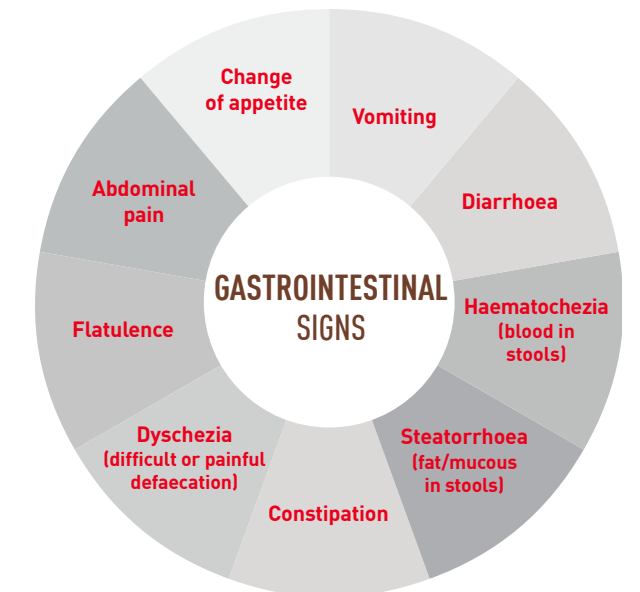 Change
of appetite
Vomiting
Diarrhoea
Haematochezia
(blood in
stools)
Steatorrhoea
(fat/mucous
in stools)
Constipation
Dyschezia
(difficult or painful
defaecation)
Flatulence
Abdominal
pain
GASTROINTESTINAL
SIGNS